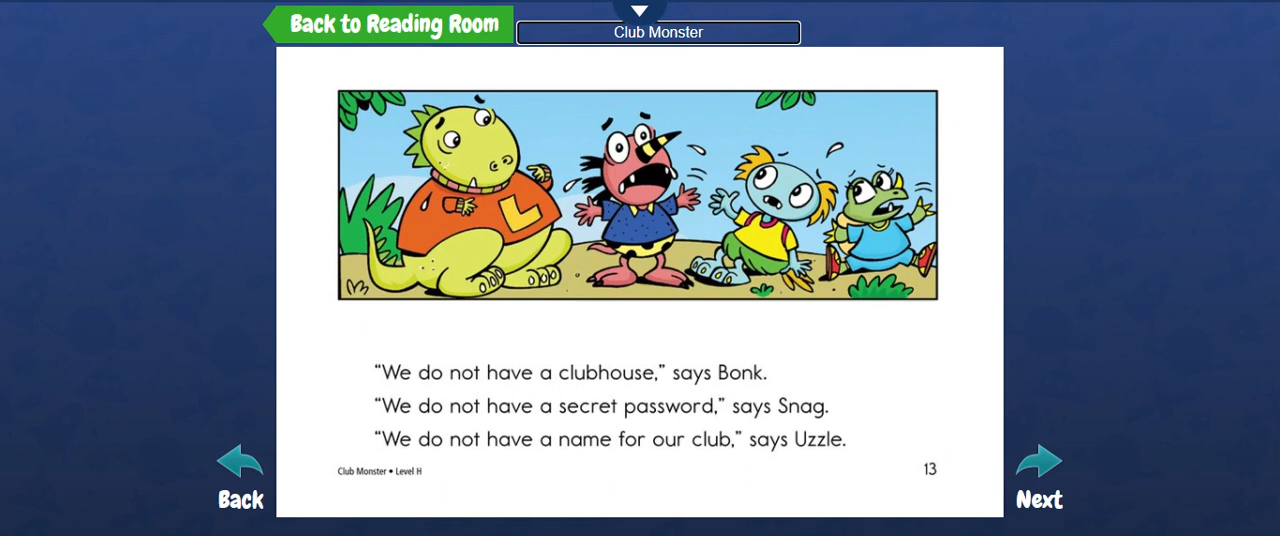 Back to Reading Room
Club Monster
L
“We do not have a clubhouse,” says Bonk.
“We do not have a secret password,” says Snag.
“We do not have a name for our club,” says Uzzle.
Club Monster • Level H
13
Back
Next